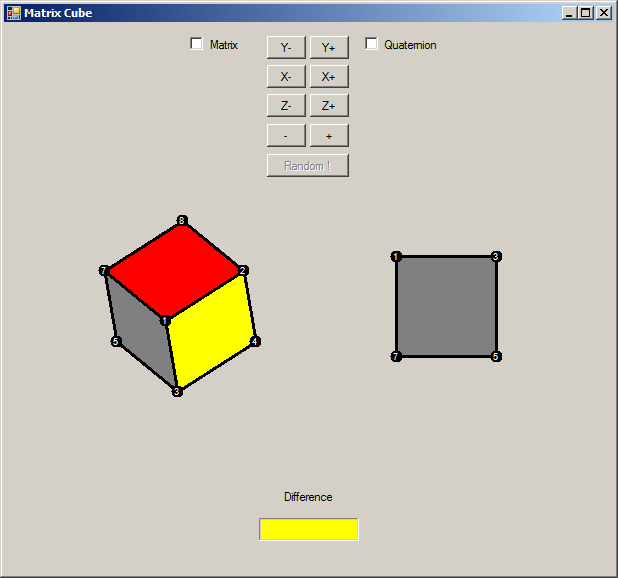 Matrix Cube
Matrix
Y-
Y+
Quaternion
X-
X+
Z-
Z+
-
+
Random !
8
7
2
1
5
4
3
1
3
7
5
Difference